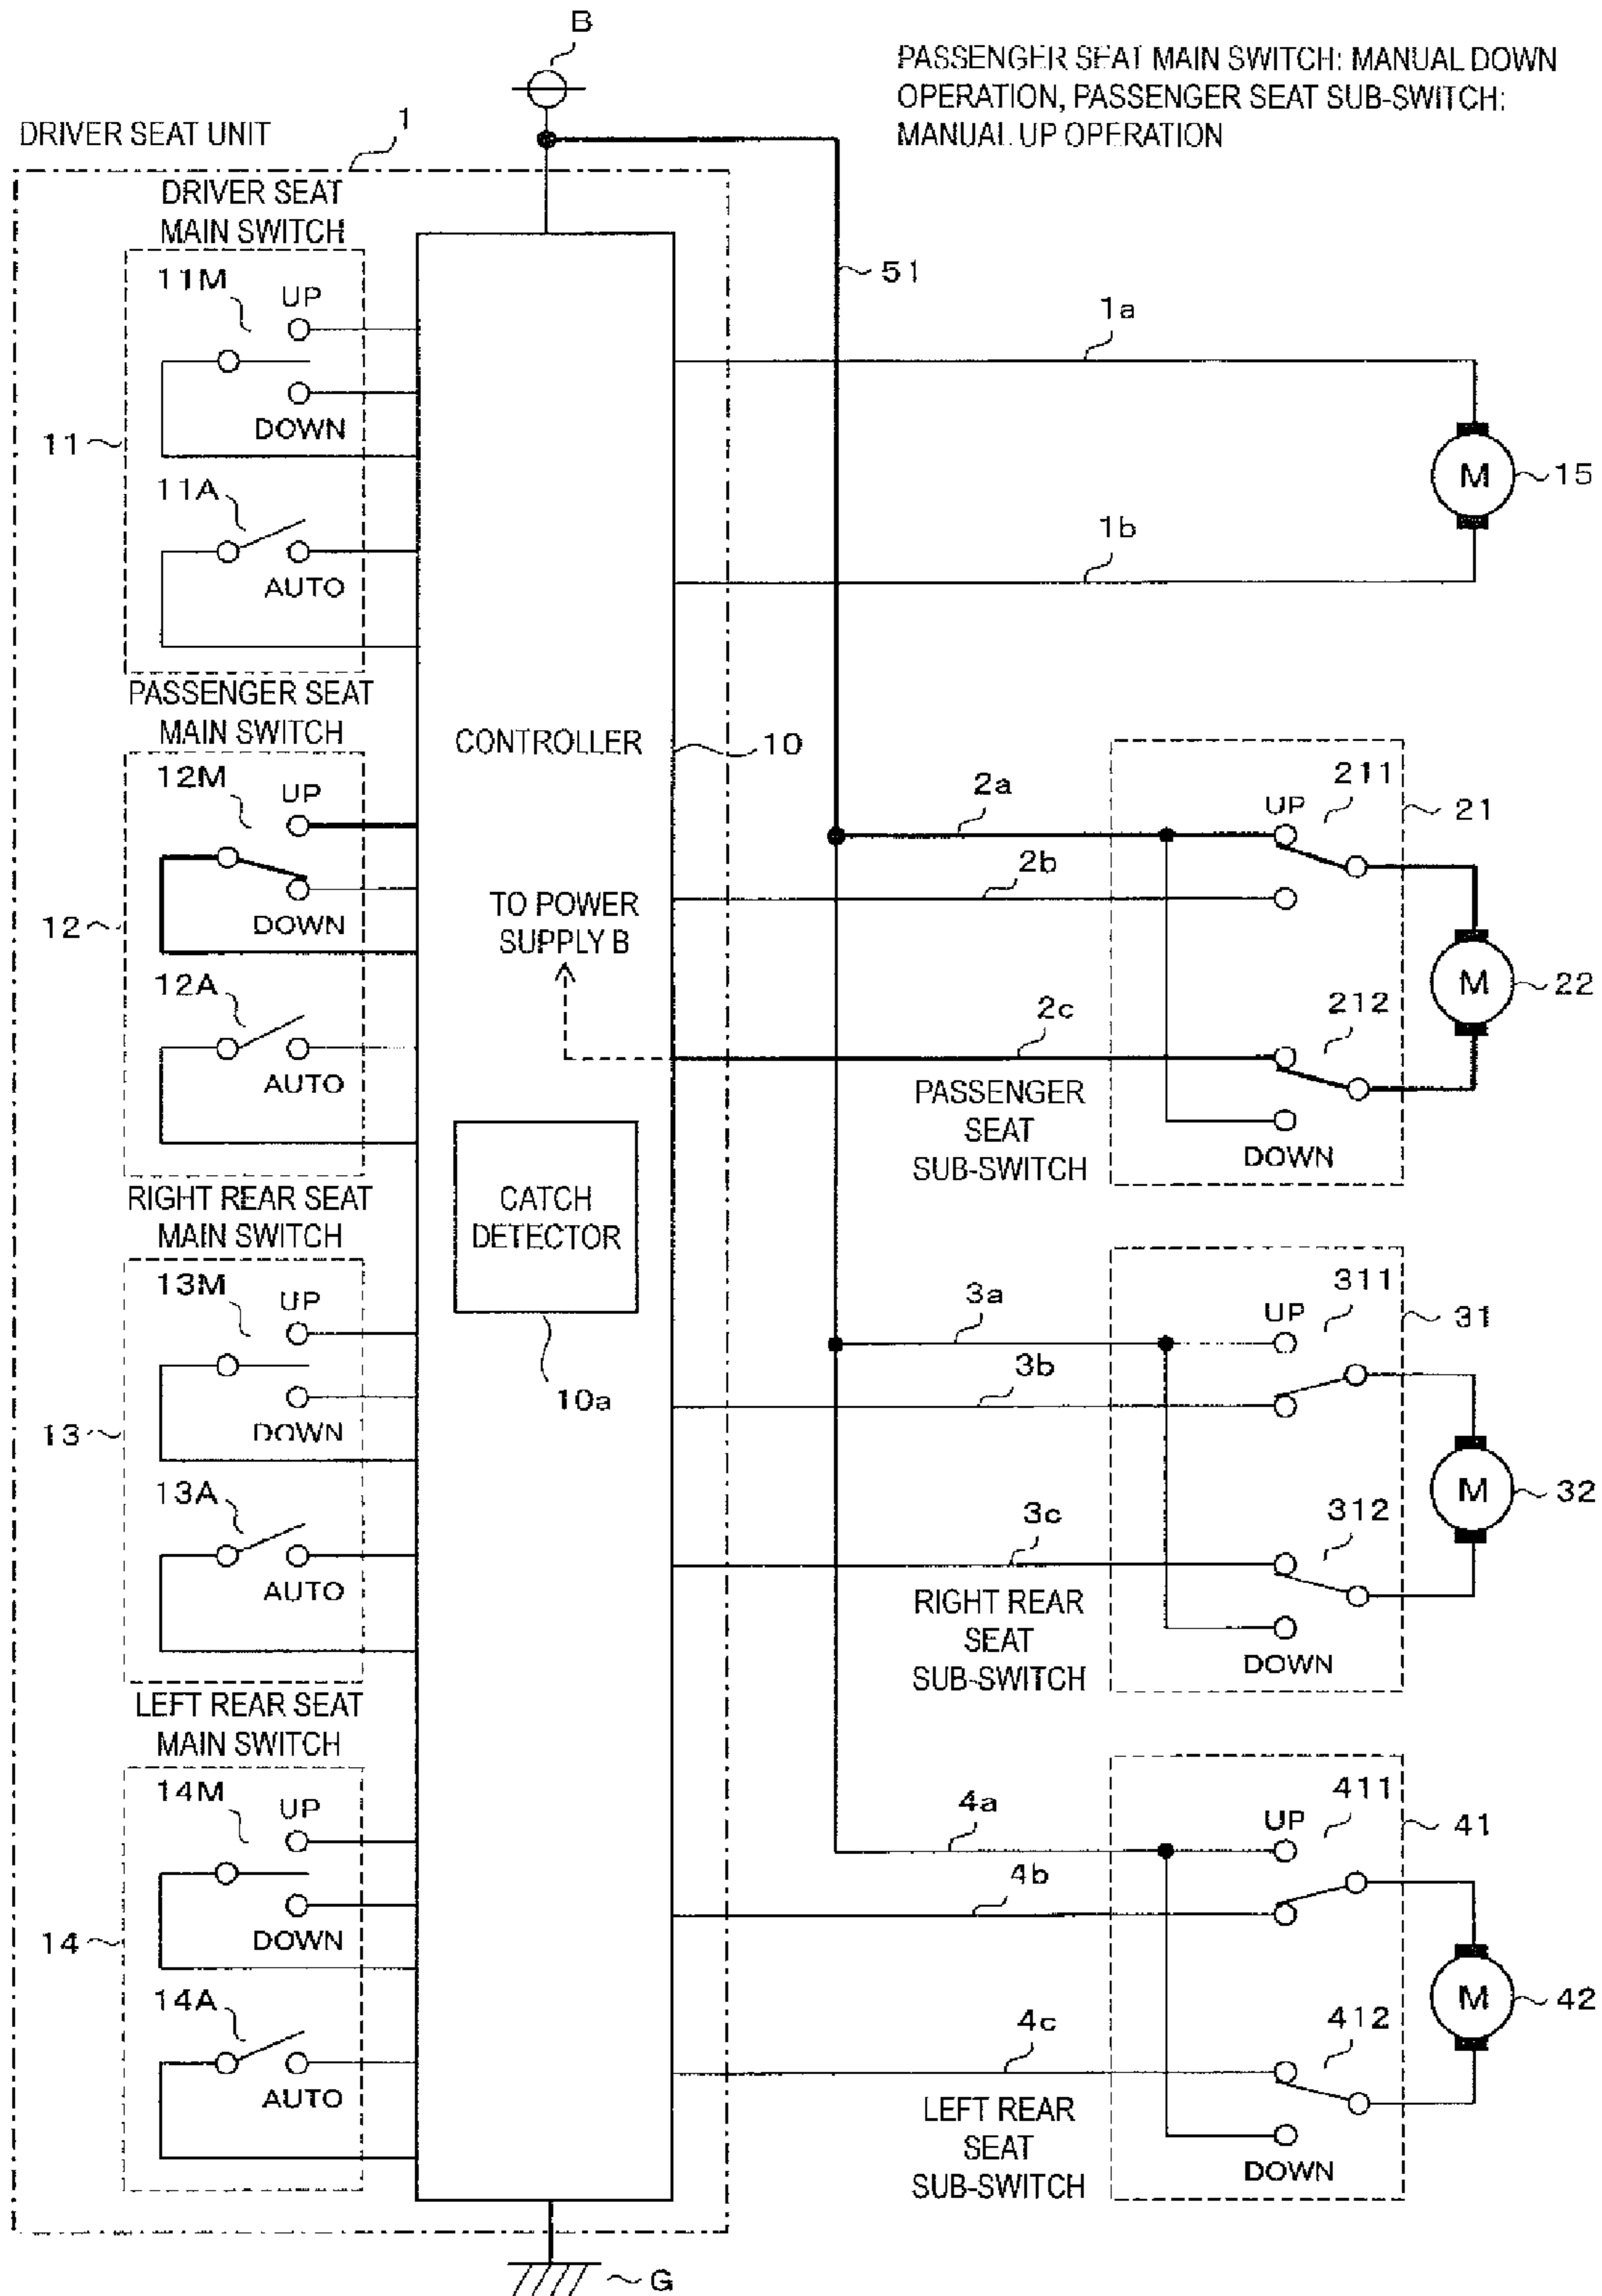 B
PASSENGER SEAT MAIN SWITCH: MANUAL DOWN
OPERATION, PASSENGER SEAT SUB-SWITCH:
MANUAL UP OPERATION
DRIVER SEAT UNIT
1
DRIVER SEAT
MAIN SWITCH
11M
UP
DOWN
11
11A
AUTO
51
1a
M
15
1b
PASSENGER SEAT
MAIN SWITCH
12M
UP
DOWN
12
12A
AUTO
CONTROLLER
10
TO POWER
SUPPLY B
2a
2b
2c
UP
211
21
M
22
212
DOWN
PASSENGER
SEAT
SUB-SWITCH
CATCH
DETECTOR
10a
RIGHT REAR SEAT
MAIN SWITCH
13M
UP
DOWN
13
13A
AUTO
3a
3b
3c
UP
311
31
M
32
312
DOWN
RIGHT REAR
SEAT
SUB-SWITCH
LEFT REAR SEAT
MAIN SWITCH
14M
UP
DOWN
14
14A
AUTO
4a
4b
4c
UP
411
41
M
42
412
DOWN
LEFT REAR
SEAT
SUB-SWITCH
G